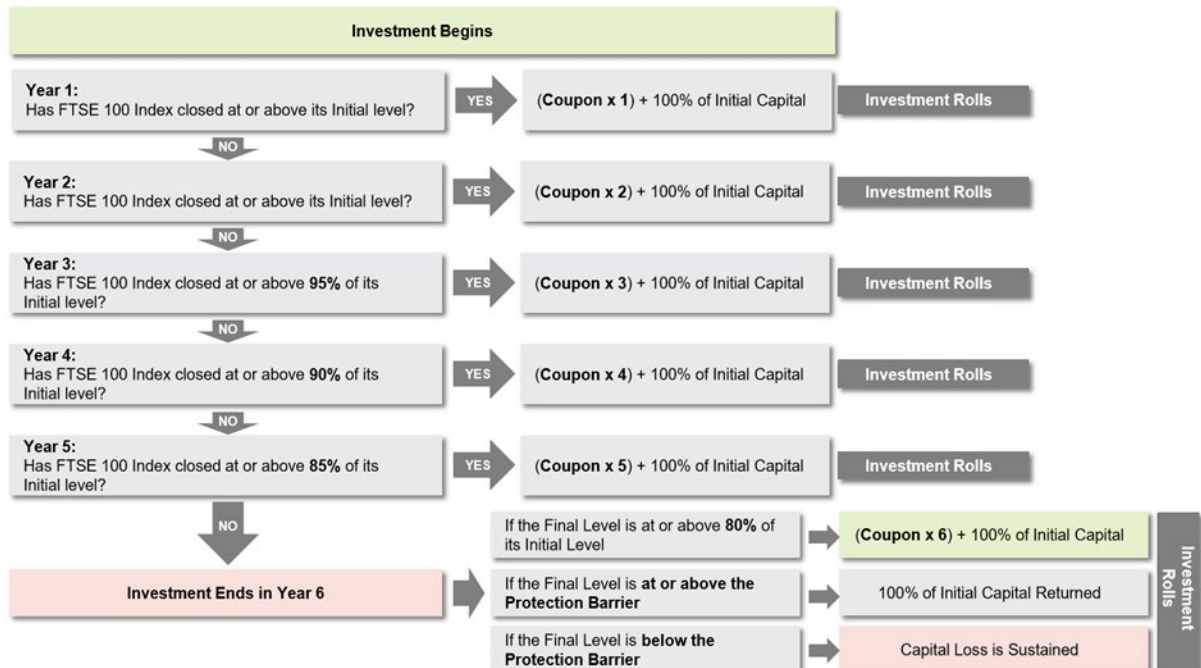 Investment Begins
Year 1:
Has FTSE 100 Index closed at or above its Initial level?
YES
(Coupon x 1) + 100% of Initial Capital
Investment Rolls
NO
Year 2:
Has FTSE 100 Index closed at or above its Initial level?
YES
(Coupon x 2) + 100% of Initial Capital
Investment Rolls
NO
Year 3:
Has FTSE 100 Index closed at or above 95% of its
Initial level?
YES
(Coupon x 3) + 100% of Initial Capital
Investment Rolls
NO
Year 4:
Has FTSE 100 Index closed at or above 90% of its
Initial level?
YES
(Coupon x 4) + 100% of Initial Capital
Investment Rolls
NO
Year 5:
Has FTSE 100 Index closed at or above 85% of its
Initial level?
YES
(Coupon x 5) + 100% of Initial Capital
Investment Rolls
NO
Investment Ends in Year 6
If the Final Level is at or above 80% of
its Initial Level
(Coupon x 6) + 100% of Initial Capital
If the Final Level is at or above the
Protection Barrier
100% of Initial Capital Returned
If the Final Level is below the
Protection Barrier
Capital Loss is Sustained
Investment
Rolls